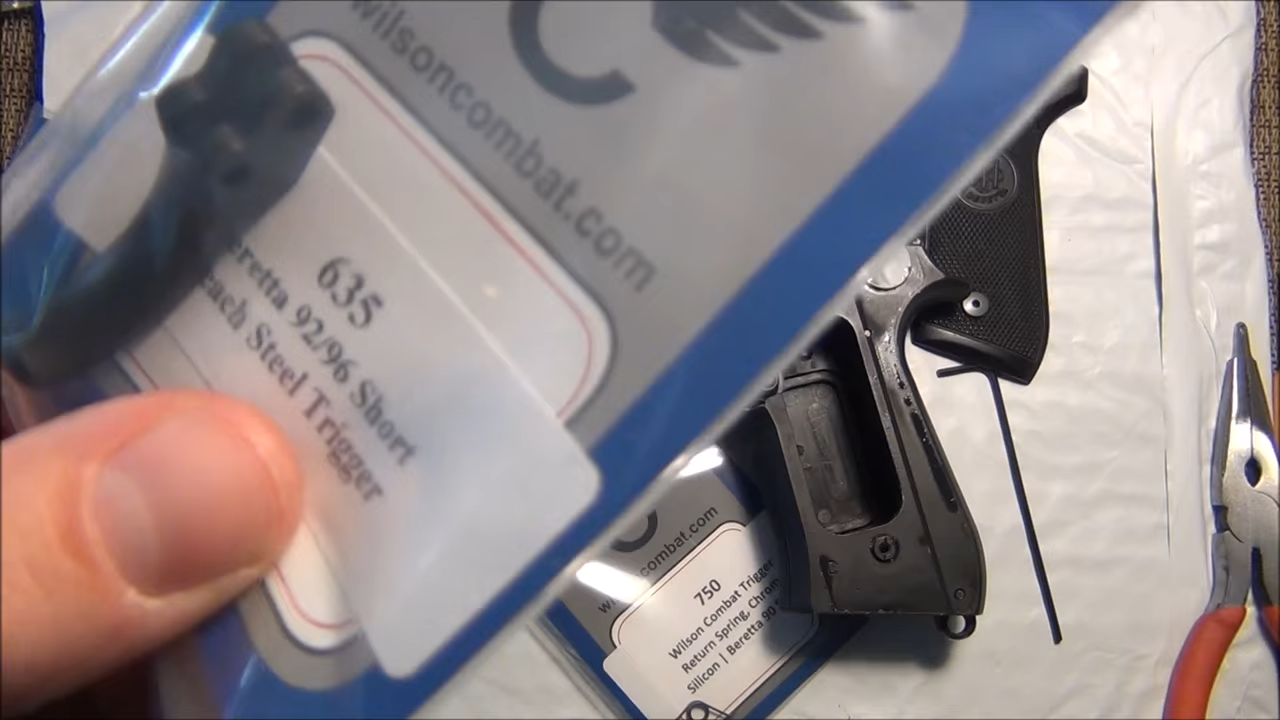 wilsoncombat.com
635
eretta 92/96 Short
each Steel Trigger
combat.com
750
Wilson Combat Trigger
Return Spring, Chrom
Silicon | Beretta 90 S